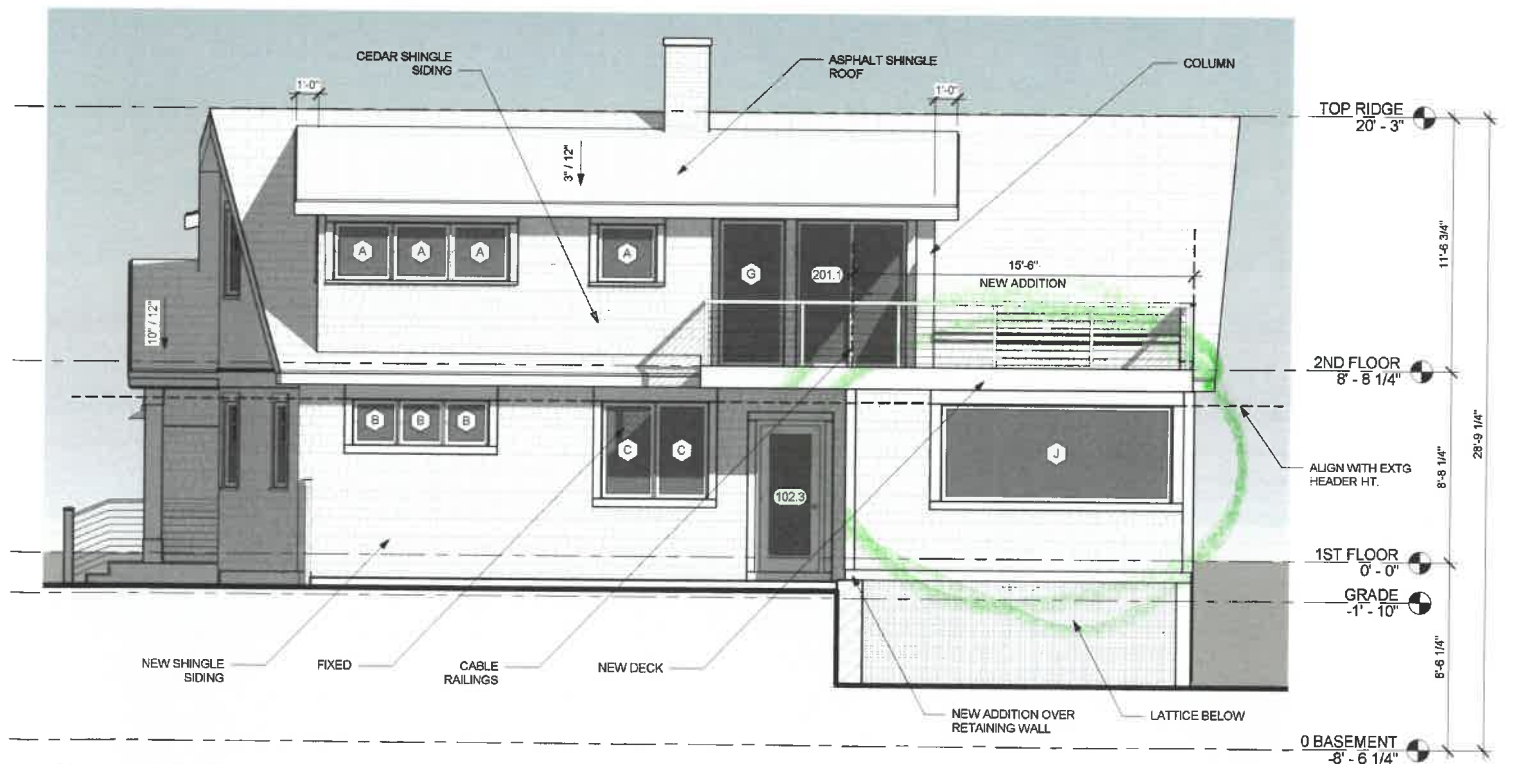 CEDAR SHINGLE
SIDING
ASPHALT SHINGLE
ROOF
COLUMN
1'-0"
1'-0"
TOP RIDGE
20' - 3"
3" / 12"
A
A
A
A
G
201.1
15'-6"
NEW ADDITION
11'-6 3/4"
10" / 12"
2ND FLOOR
8' - 8 1/4"
B
B
B
C
C
J
102.3
ALIGN WITH EXTG
HEADER HT.
8'-8 1/4"
28'-9 1/4"
1ST FLOOR
0' - 0"
GRADE
-1' - 10"
8'-6 1/4"
NEW SHINGLE
SIDING
FIXED
CABLE
RAILINGS
NEW DECK
NEW ADDITION OVER
RETAINING WALL
LATTICE BELOW
0 BASEMENT
-8' - 6 1/4"